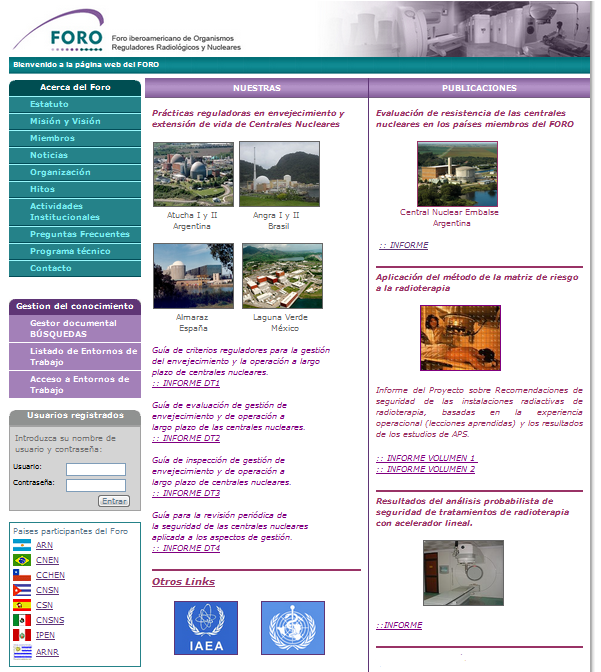 FORO
Foro iberoamericano de Organismos
Reguladores Radiológicos y Nucleares
Bienvenido a la página web del FORO
Acerca del Foro
Estatuto
Misión y Visión
Miembros
Noticias
Organización
Hitos
Actividades
Institucionales
Preguntas Frecuentes
Programa técnico
Contacto
Gestion del conocimiento
Gestor documental
BÚSQUEDAS
Listado de Entornos de
Trabajo
Acceso a Entornos de
Trabajo
Usuarios registrados
Introduzca su nombre de
usuario y contraseña:
Usuario:
Contraseña:
Entrar
Paises participantes del Foro
ARN
CNEN
CCHEN
CNSN
CSN
CNSNS
IPEN
ARNR
NUESTRAS
Prácticas reguladoras en envejecimiento y
extensión de vida de Centrales Nucleares
Atucha I y II
Argentina
Angra I y II
Brasil
Almaraz
España
Laguna Verde
México
Guía de criterios reguladores para la gestión
del envejecimiento y la operación a largo
plazo de centrales nucleares.
:: INFORME DT1
Guía de evaluación de gestión de
envejecimiento y de operación a
largo plazo de las centrales nucleares.
:: INFORME DT2
Guía de inspección de gestión de
envejecimiento y de operación a
largo plazo de centrales nucleares.
:: INFORME DT3
Guía para la revisión periódica de
la seguridad de las centrales nucleares
aplicada a los aspectos de gestión.
:: INFORME DT4
Otros Links
IAEA
PUBLICACIONES
Evaluación de resistencia de las centrales
nucleares en los países miembros del FORO
Central Nuclear Embalse
Argentina
:: INFORME
Aplicación del método de la matriz de riesgo
a la radioterapia
Informe del Proyecto sobre Recomendaciones de
seguridad de las instalaciones radiactivas de
radioterapia, basadas en la experiencia
operacional (lecciones aprendidas) y los resultados
de los estudios de APS.
:: INFORME VOLUMEN 1
:: INFORME VOLUMEN 2
Resultados del análisis probabilista de
seguridad de tratamientos de radioterapia
con acelerador lineal.
::INFORME